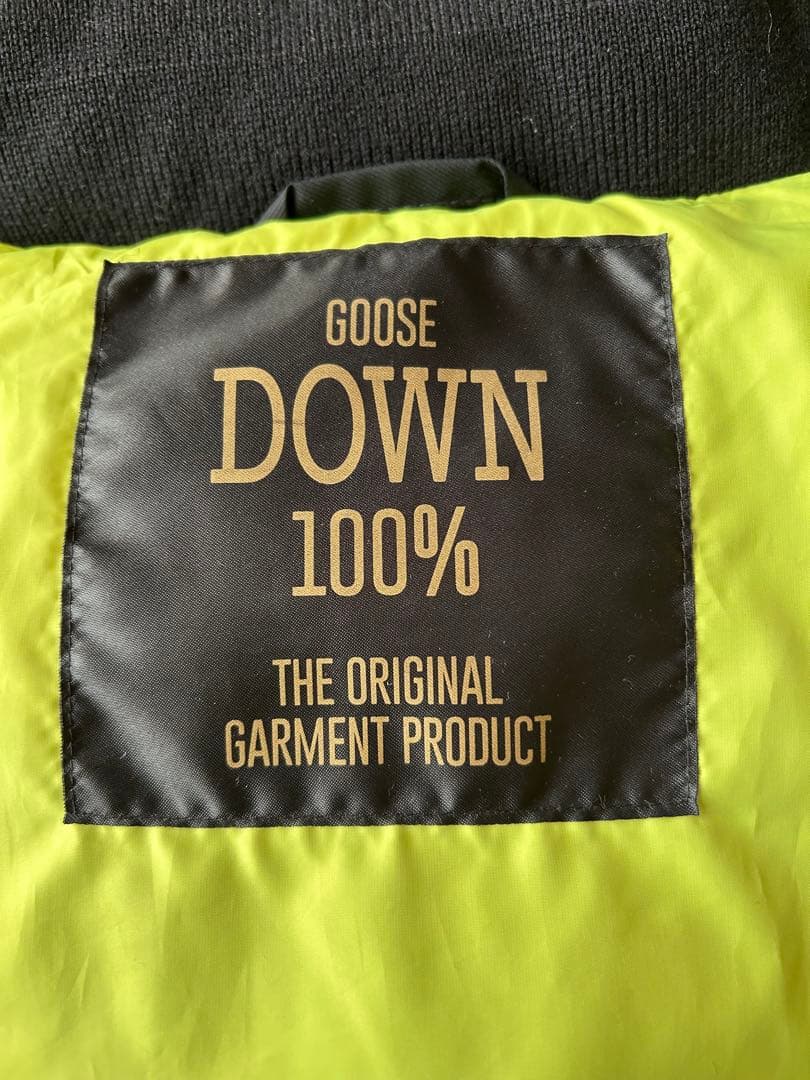 GOOSE
DOWN
100%
THE ORIGINAL
GARMENT PRODUCT